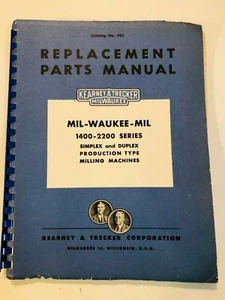 Catalog No. 951
REPLACEMENT
PARTS MANUAL
KEARNEY & TRECKER
MILWAUKEE
MIL-WAUKEE-MIL
1400-2200 SERIES
SIMPLEX and DUPLEX
PRODUCTION TYPE
MILLING MACHINES
KEARNEY & TRECKER CORPORATION
MILWAUKEE 14, WISCONSIN, U.S.A.